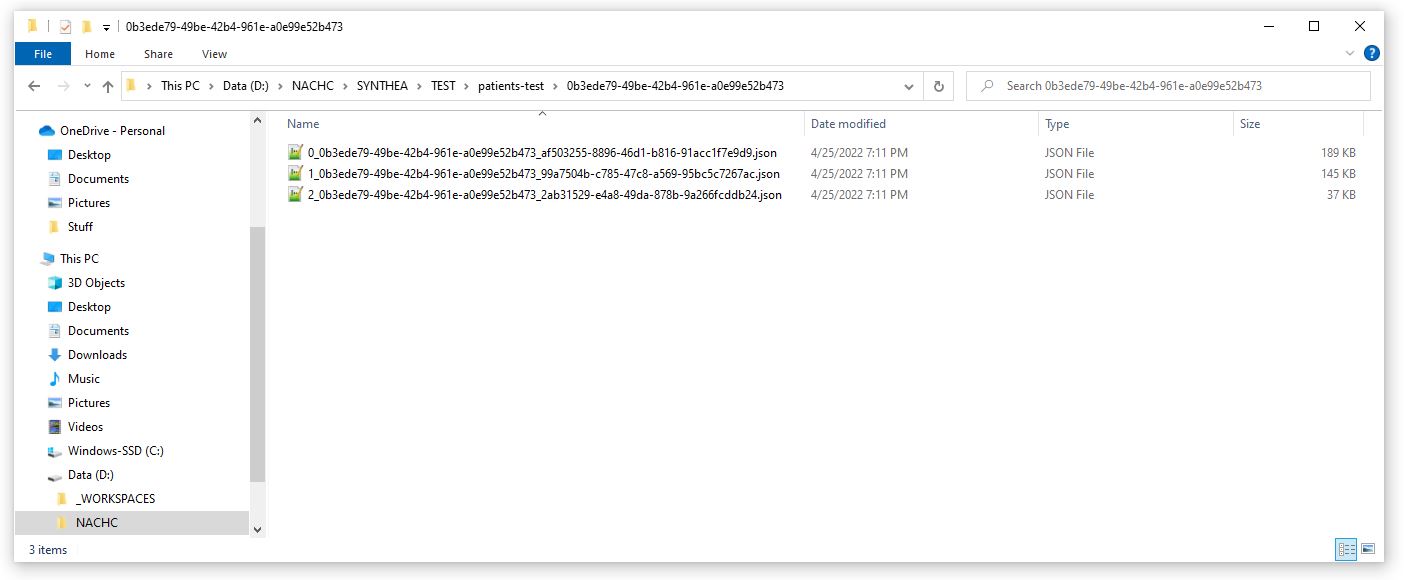 0b3ede79-49be-42b4-961e-a0e99e52b473
File Home Share View
This PC Data (D:) NACHC SYNTHEA TEST patients-test 0b3ede79-49be-42b4-961e-a0e99e52b473 Search 0b3ede79-49be-42b4-961e-a0e99e52b473
OneDrive - Personal
Desktop
Documents
Pictures
Stuff
This PC
3D Objects
Desktop
Documents
Downloads
Music
Pictures
Videos
Windows-SSD (C:)
Data (D:)
_WORKSPACES
NACHC
Name Date modified Type Size
0_0b3ede79-49be-42b4-961e-a0e99e52b473_af503255-8896-46d1-b816-91acc1f7e9d9.json 4/25/2022 7:11 PM JSON File 189 KB
1_0b3ede79-49be-42b4-961e-a0e99e52b473_99a7504b-c785-47c8-a569-95bc5c7267ac.json 4/25/2022 7:11 PM JSON File 145 KB
2_0b3ede79-49be-42b4-961e-a0e99e52b473_2ab31529-e4a8-49da-878b-9a266fcddb24.json 4/25/2022 7:11 PM JSON File 37 KB
3 items